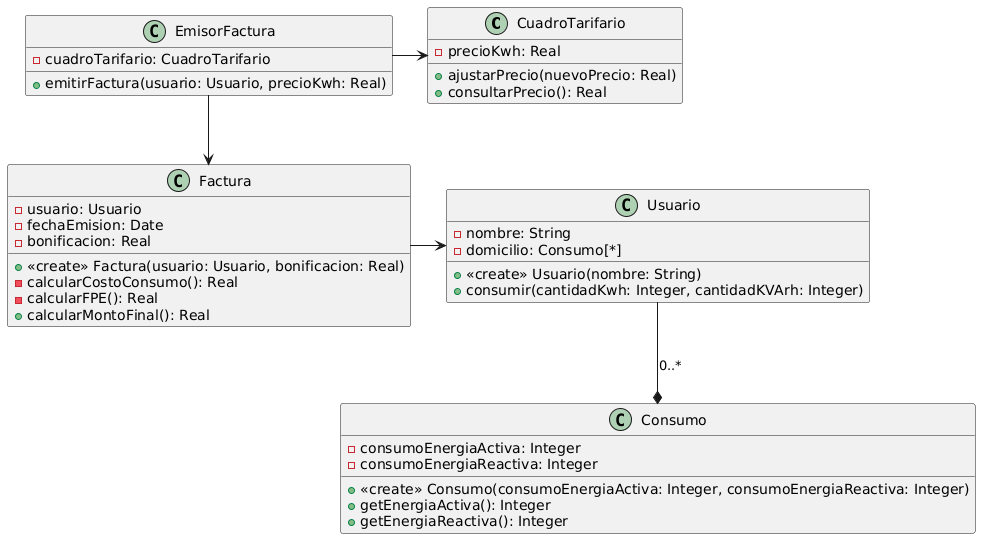 C EmisorFactura
cuadroTarifario: CuadroTarifario
emitirFactura(usuario: Usuario, precioKwh: Real)
C CuadroTarifario
precioKwh: Real
ajustarPrecio(nuevoPrecio: Real)
consultarPrecio(): Real
C Factura
usuario: Usuario
fechaEmision: Date
bonificacion: Real
«create» Factura(usuario: Usuario, bonificacion: Real)
calcularCostoConsumo(): Real
calcularFPE(): Real
calcularMontoFinal(): Real
C Usuario
nombre: String
domicilio: Consumo[*]
«create» Usuario(nombre: String)
consumir(cantidadKwh: Integer, cantidadKVArh: Integer)
0..*
C Consumo
consumoEnergiaActiva: Integer
consumoEnergiaReactiva: Integer
«create» Consumo(consumoEnergiaActiva: Integer, consumoEnergiaReactiva: Integer)
getEnergiaActiva(): Integer
getEnergiaReactiva(): Integer